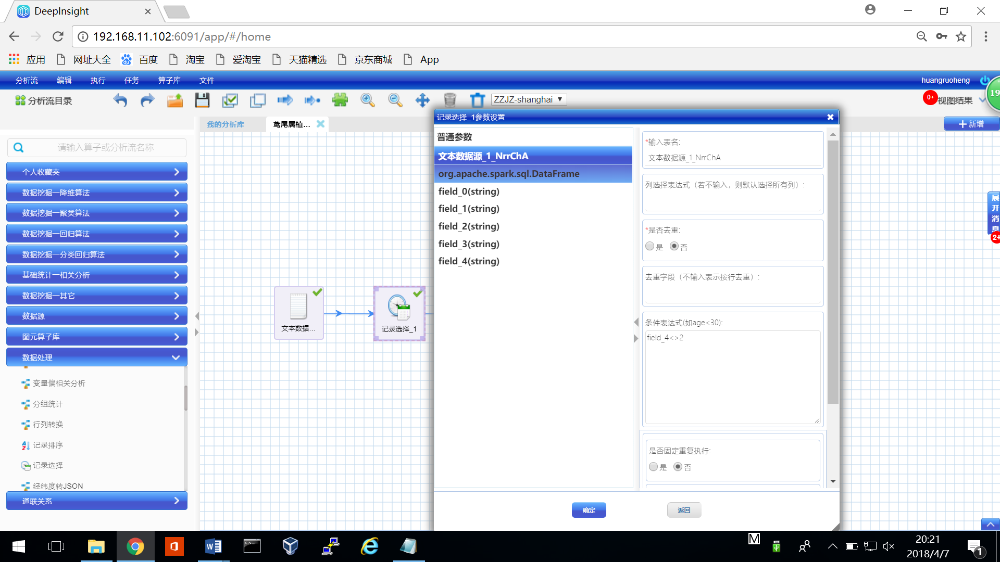 DeepInsight
192.168.11.102:6091/app/#/home
应用
网址大全
百度
淘宝
爱淘宝
天猫精选
京东商城
App
分析流
编辑
执行
任务
算子库
文件
huangruoheng
分析流目录
ZZJZ-shanghai
0+
视图结果
19
我的分析库
鸢尾属植...
新增
请输入算子或分析流名称
个人收藏夹
数据挖掘—降维算法
数据挖掘—聚类算法
数据挖掘—回归算法
数据挖掘—分类回归算法
基础统计—相关分析
数据挖掘—其它
数据源
图元算子库
数据处理
变量偏相关分析
分组统计
行列转换
记录排序
记录选择
经纬度转JSON
通联关系
文本数据...
记录选择_1
记录选择_1参数设置
普通参数
文本数据源_1_NrrChA
org.apache.spark.sql.DataFrame
field_0(string)
field_1(string)
field_2(string)
field_3(string)
field_4(string)
*输入表名:
文本数据源_1_NrrChA
列选择表达式（若不输入，则默认选择所有列）:
*是否去重:
是 否
去重字段（不输入表示按行去重）:
条件表达式(如age<30):
field_4<>2
是否固定重复执行:
是 否
确定
返回
展开消息
2+
M
20:21
2018/4/7
1